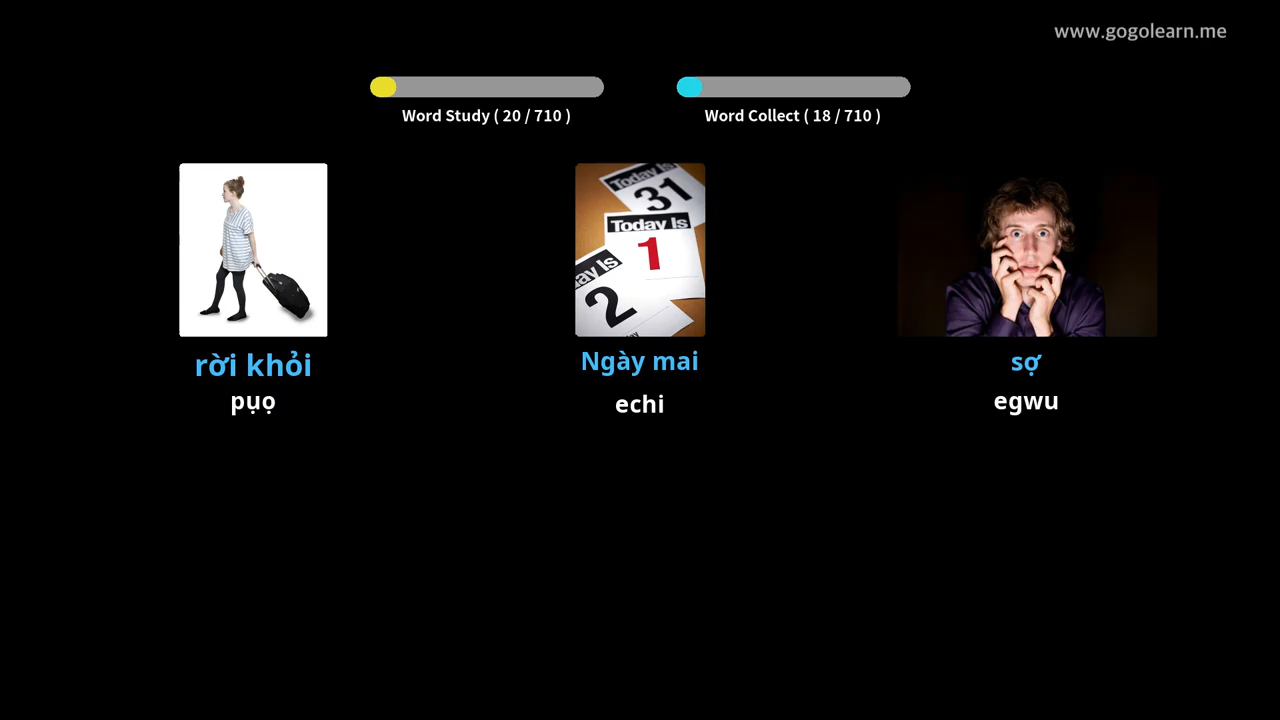 www.gogolearn.me
Word Study ( 20 / 710 )
Word Collect ( 18 / 710 )
Today Is
31
Today Is
1
ay Is
2
rời khỏi
Ngày mai
sợ
pụọ
echi
egwu